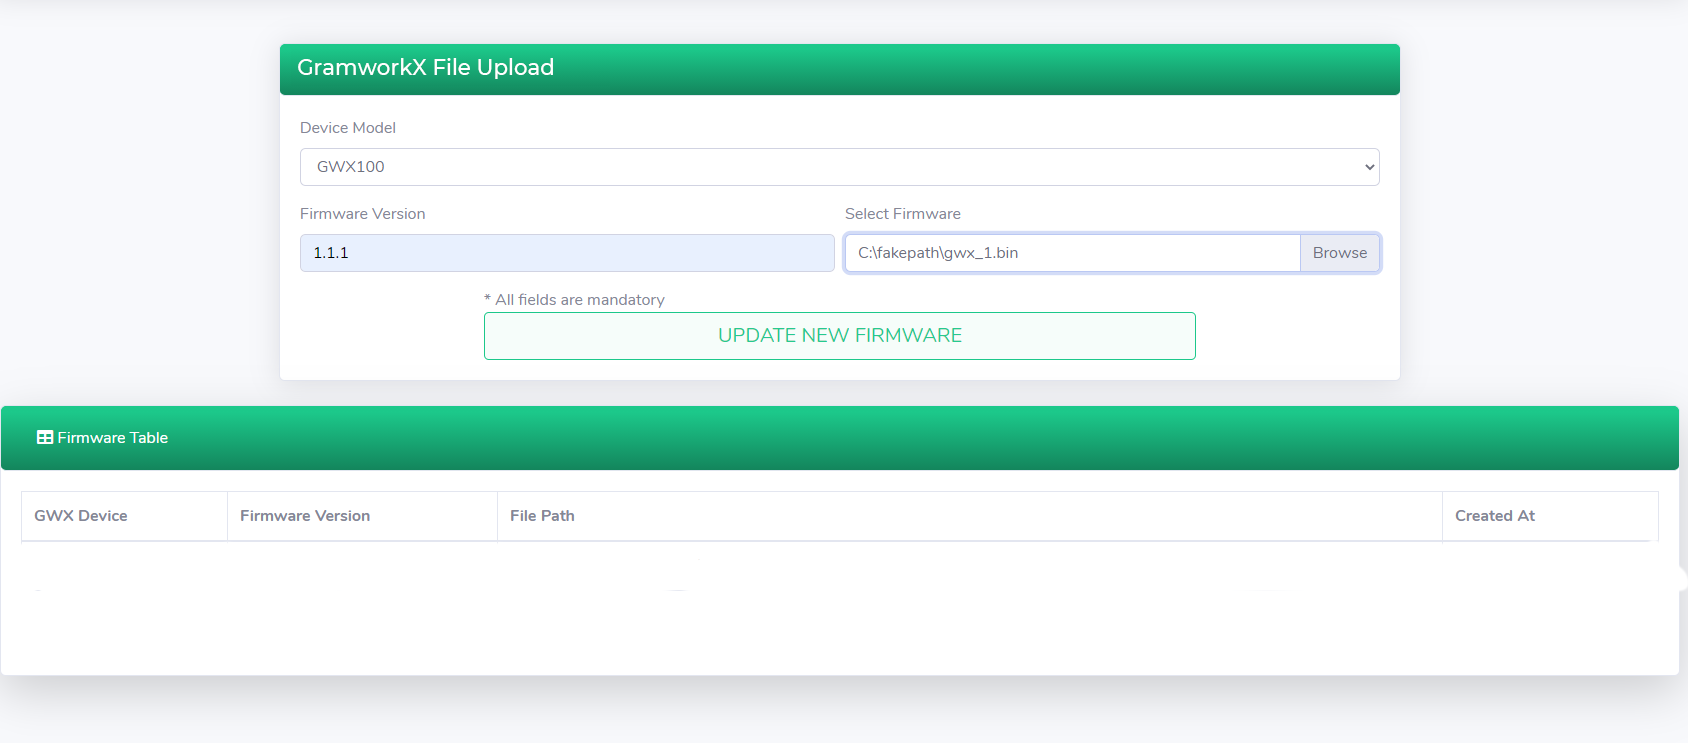 GramworkX File Upload
Device Model
GWX100
Firmware Version
Select Firmware
1.1.1
C:\fakepath\gwx_1.bin
Browse
* All fields are mandatory
UPDATE NEW FIRMWARE
Firmware Table
GWX Device
Firmware Version
File Path
Created At